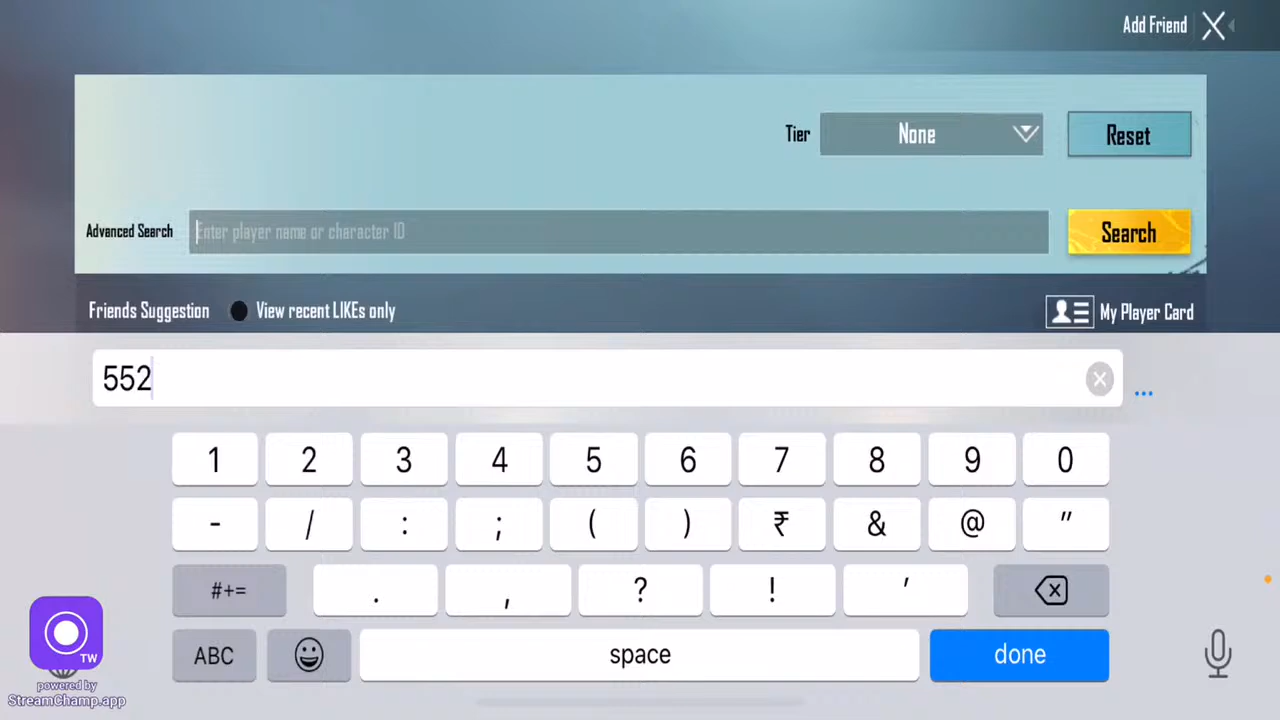 Add Friend
Tier None Reset
Advanced Search Enter player name or character ID Search
Friends Suggestion View recent LIKEs only My Player Card
552
...
1 2 3 4 5 6 7 8 9 0
- / : ; ( ) ₹ & @ "
#+= . , ? ! '
ABC space done
TW
powered by
StreamChamp.app